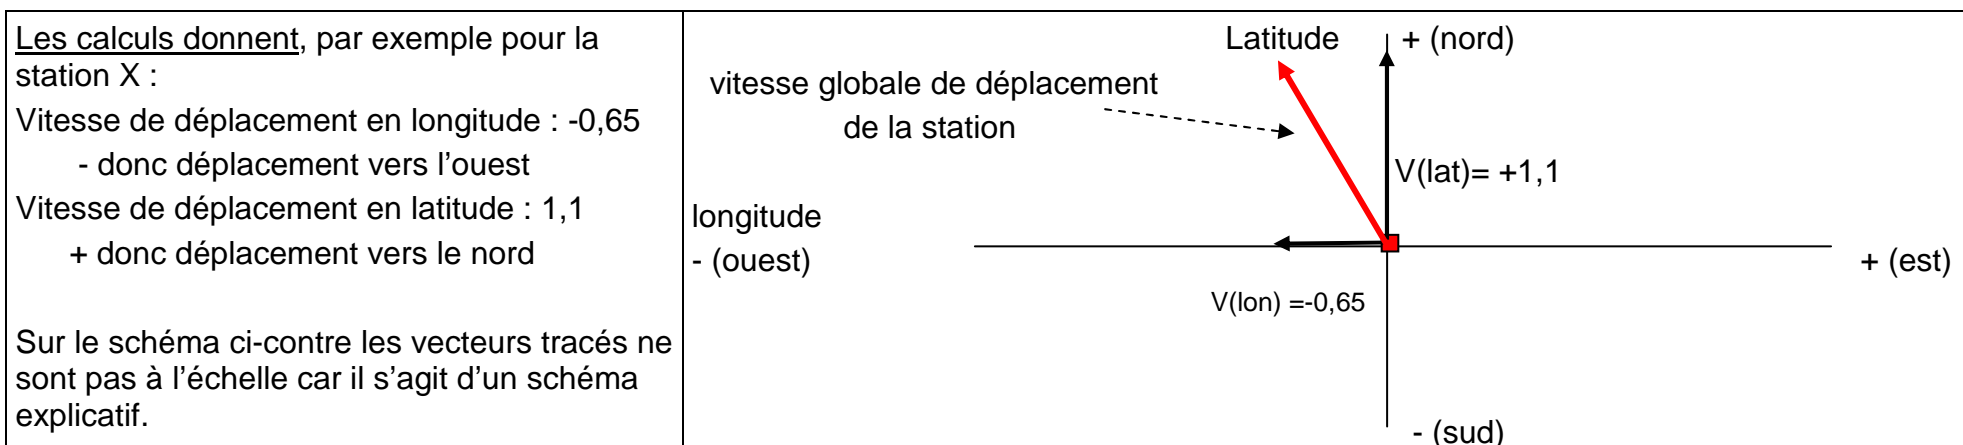 Les calculs donnent, par exemple pour la
station X :
Vitesse de déplacement en longitude : -0,65
- donc déplacement vers l'ouest
Vitesse de déplacement en latitude : 1,1
+ donc déplacement vers le nord
Sur le schéma ci-contre les vecteurs tracés ne
sont pas à l'échelle car il s'agit d'un schéma
explicatif.
Latitude
+ (nord)
vitesse globale de déplacement
de la station
V(lat)= +1,1
longitude
- (ouest)
+ (est)
V(lon) =-0,65
- (sud)